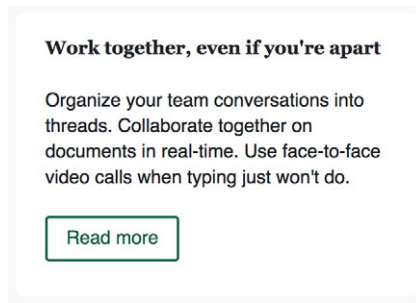 Work together, even if you're apart
Organize your team conversations into
threads. Collaborate together on
documents in real-time. Use face-to-face
video calls when typing just won't do.
Read more